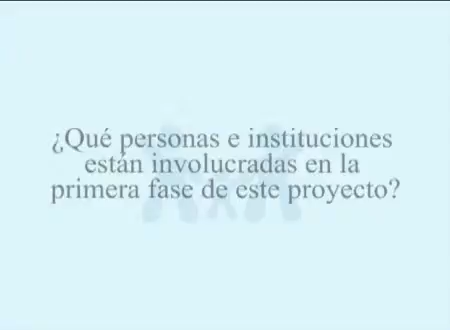 ¿Qué personas e instituciones
están involucradas en la
primera fase de este proyecto?